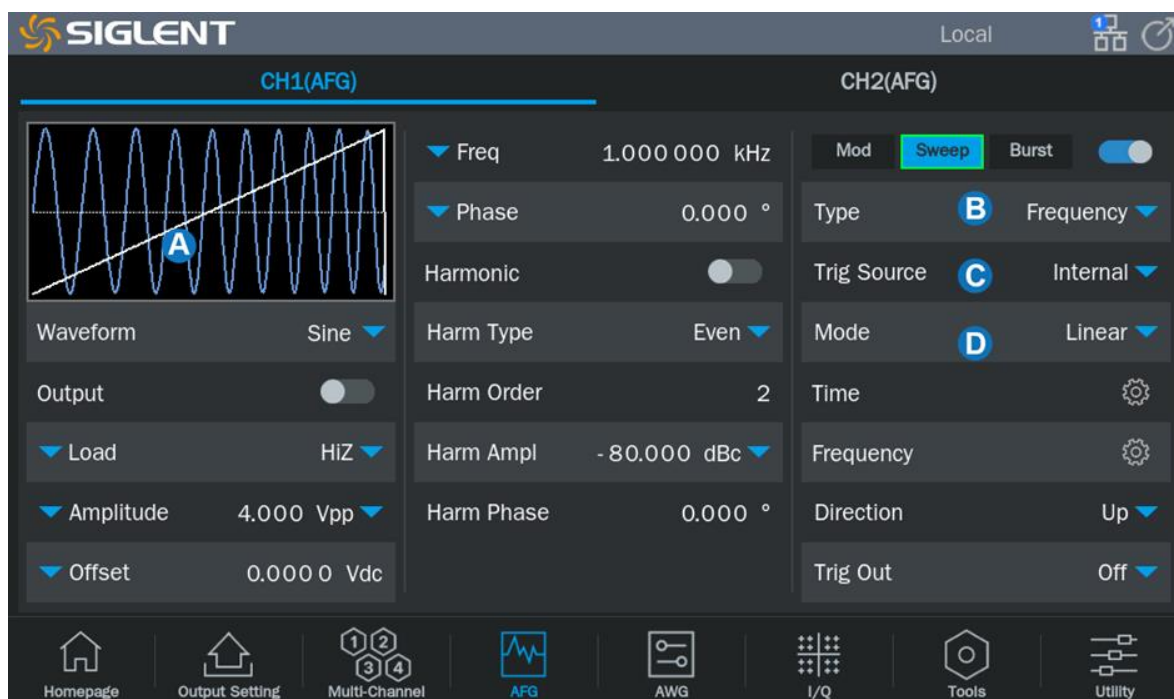 SIGLENT
Local
1
CH1(AFG)
CH2(AFG)
A
Waveform Sine
Output
Load HiZ
Amplitude 4.000 Vpp
Offset 0.0000 Vdc
Freq 1.000000 kHz
Phase 0.000 °
Harmonic
Harm Type Even
Harm Order 2
Harm Ampl -80.000 dBc
Harm Phase 0.000 °
Mod Sweep Burst
Type B Frequency
Trig Source C Internal
Mode D Linear
Time
Frequency
Direction Up
Trig Out Off
1 2
3 4
Homepage Output Setting Multi-Channel AFG AWG I/Q Tools Utility